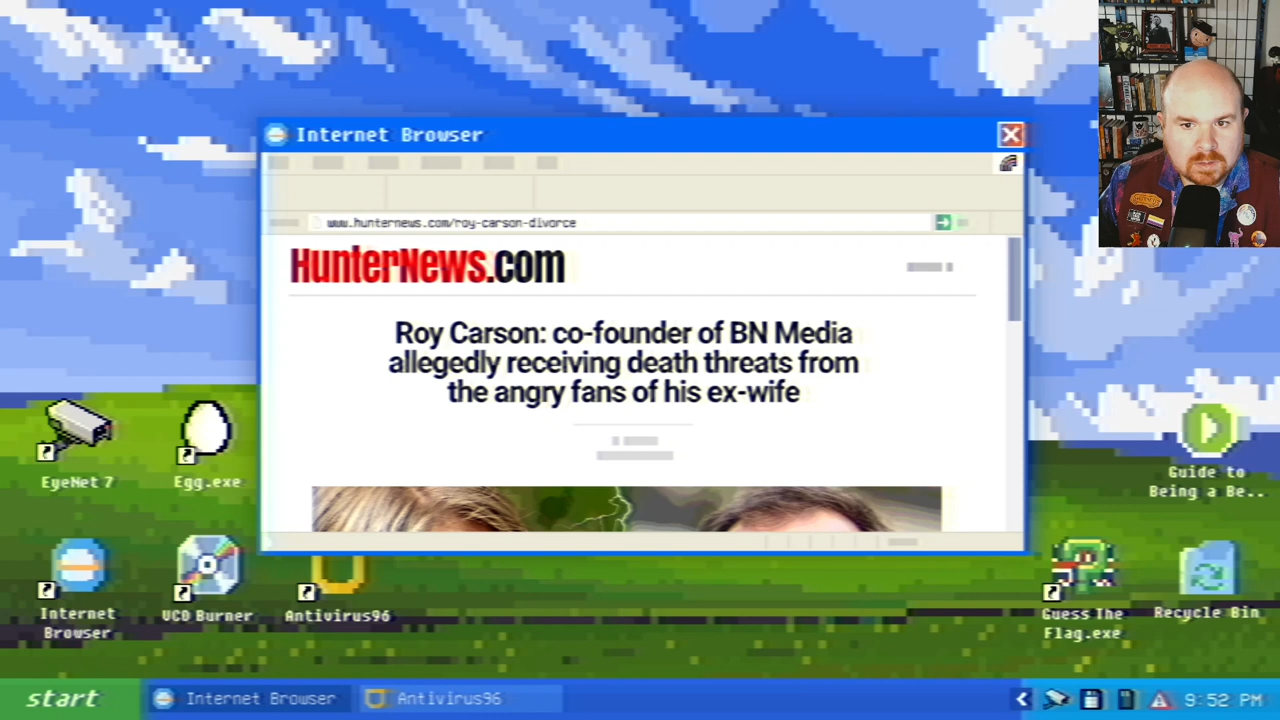 Internet Browser
www.hunternews.com/roy-carson-divorce
HunterNews.com
Roy Carson: co-founder of BN Media
allegedly receiving death threats from
the angry fans of his ex-wife
EyeNet 7
Egg.exe
Guide to
Being a Be..
Internet
Browser
VCD Burner
Antivirus96
Guess The
Flag.exe
Recycle Bin
start
Internet Browser
Antivirus96
9:52 PM